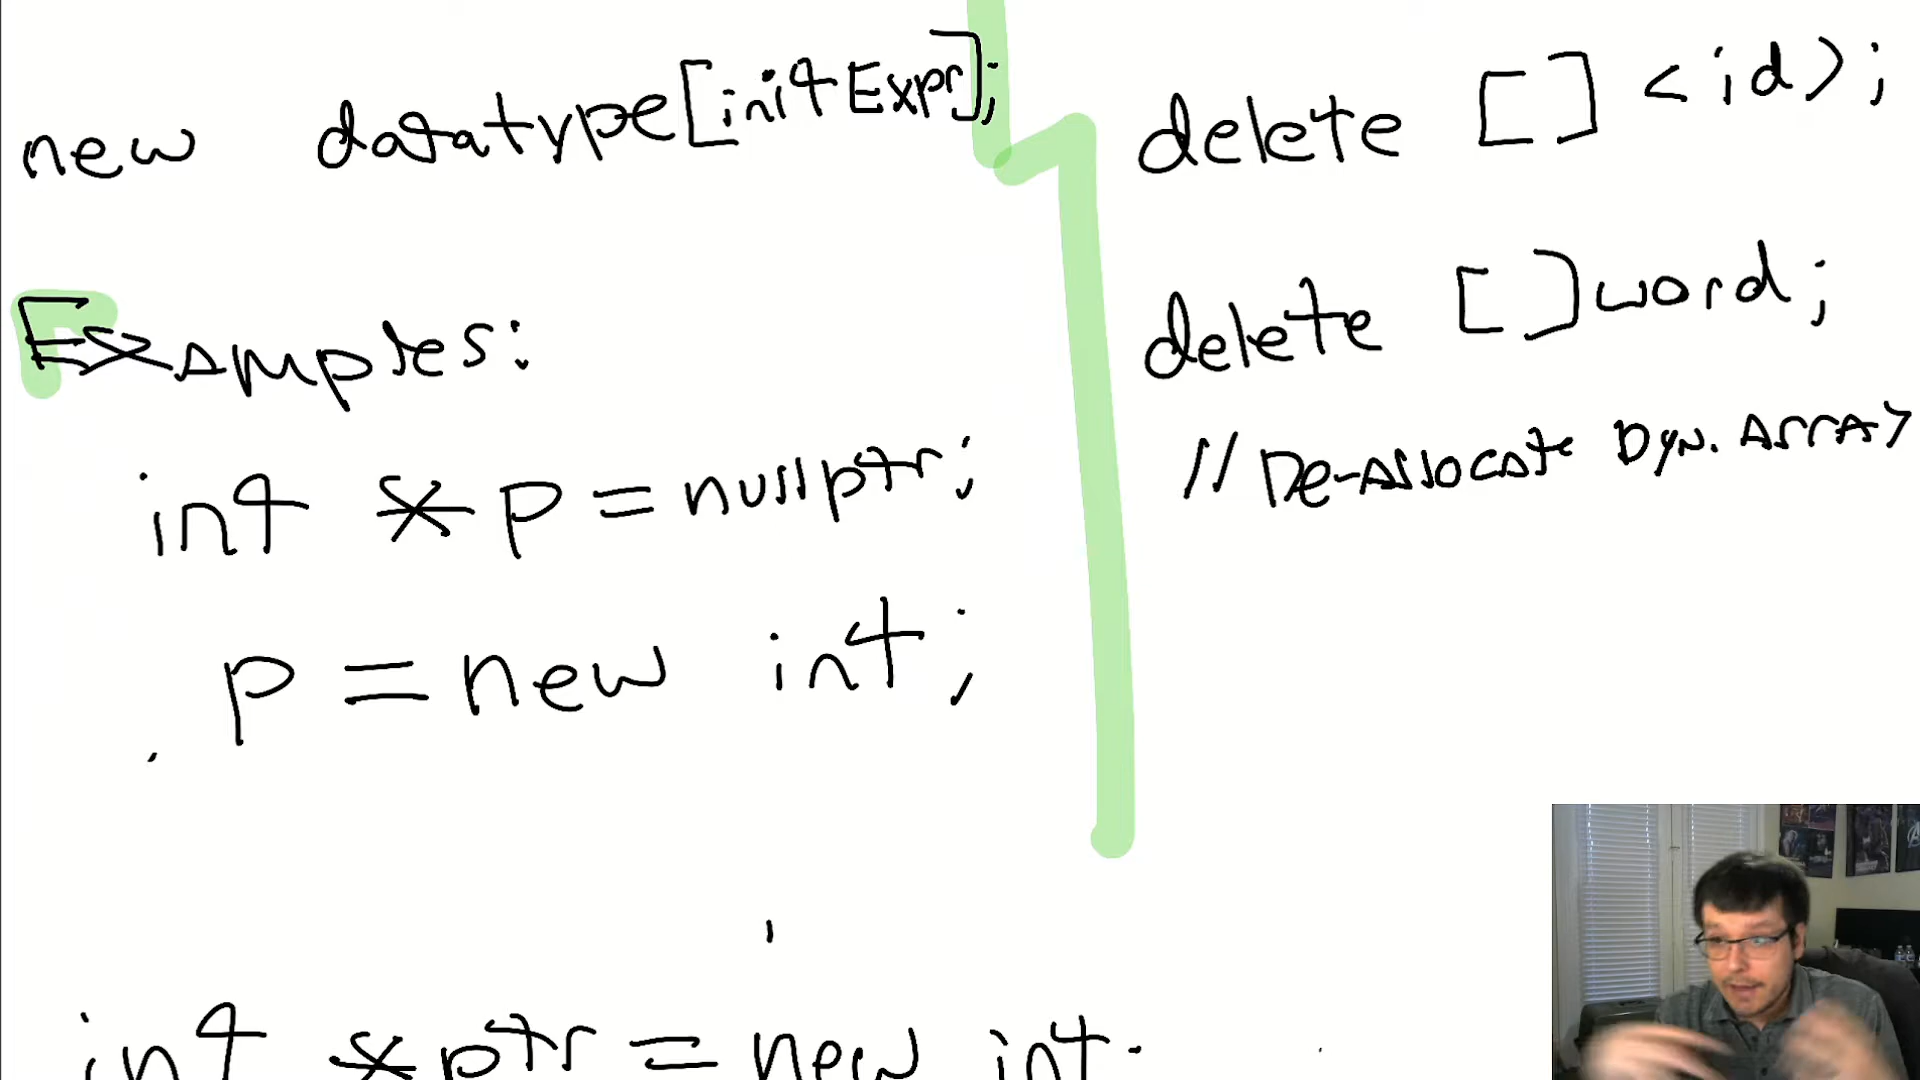 new datatype[initExpr];
Examples:
int *p = nullptr;
p = new int;
int *ptr = new int;
delete [] <id>;
delete []word;
// De-Allocate Dyn. Array